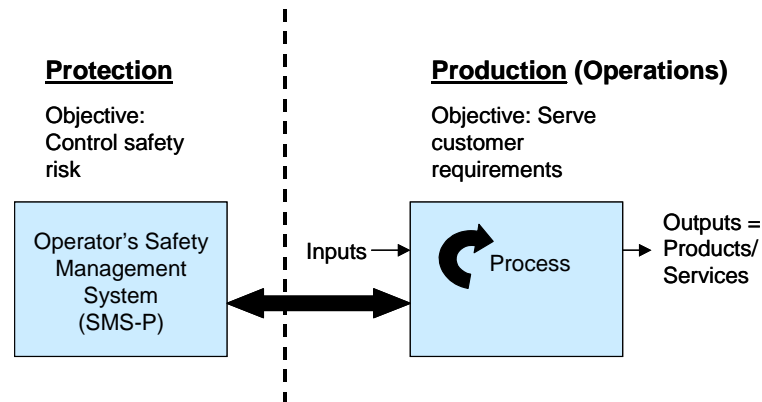 Protection
Objective:
Control safety
risk
Operator's Safety
Management
System
(SMS-P)
Production (Operations)
Objective: Serve
customer
requirements
Inputs
Process
Outputs =
Products/
Services